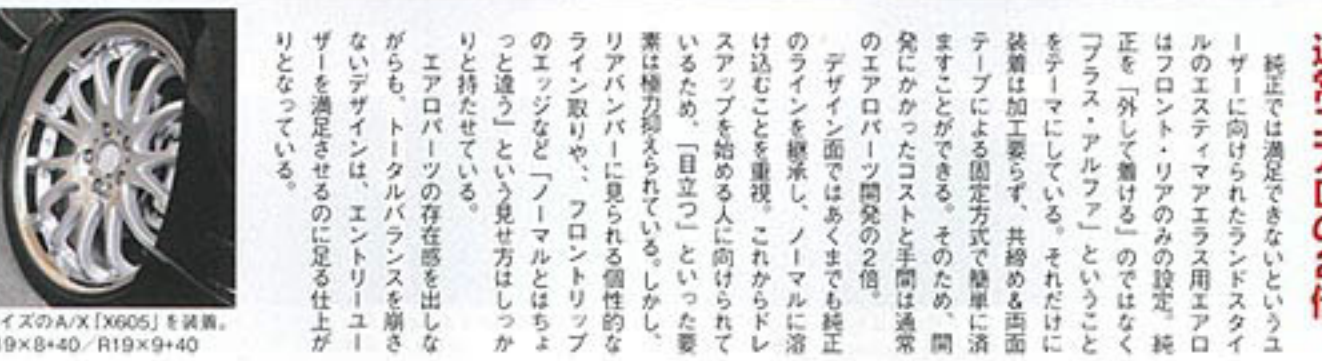 純正では満足できないというユ
ーザーに向けられたランドスタイ
ルのエスティマアエラス用エアロ
はフロント・リアのみの設定。純
正を「外して着ける」のではなく
「プラス・アルファ」ということ
をテーマにしている。それだけに
装着は加工要らず、共締め&両面
テープによる固定方式で簡単に済
ますことができる。そのため、開
発にかかったコストと手間は通常
のエアロパーツ開発の2倍。
デザイン面ではあくまでも純正
のラインを継承し、ノーマルに溶
け込むことを重視。これからドレ
スアップを始める人に向けられて
いるため、「目立つ」といった要
素は極力抑えられている。しかし、
リアバンパーに見られる個性的な
ライン取りや、、フロントリップ
のエッジなど「ノーマルとはちょ
っと違う」という見せ方はしっか
りと持たせている。
エアロパーツの存在感を出しな
がらも、トータルバランスを崩さ
ないデザインは、エントリーユー
ザーを満足させるのに足る仕上が
りとなっている。
イズのA/X「X605」を装着。
19×8+40/R19×9+40